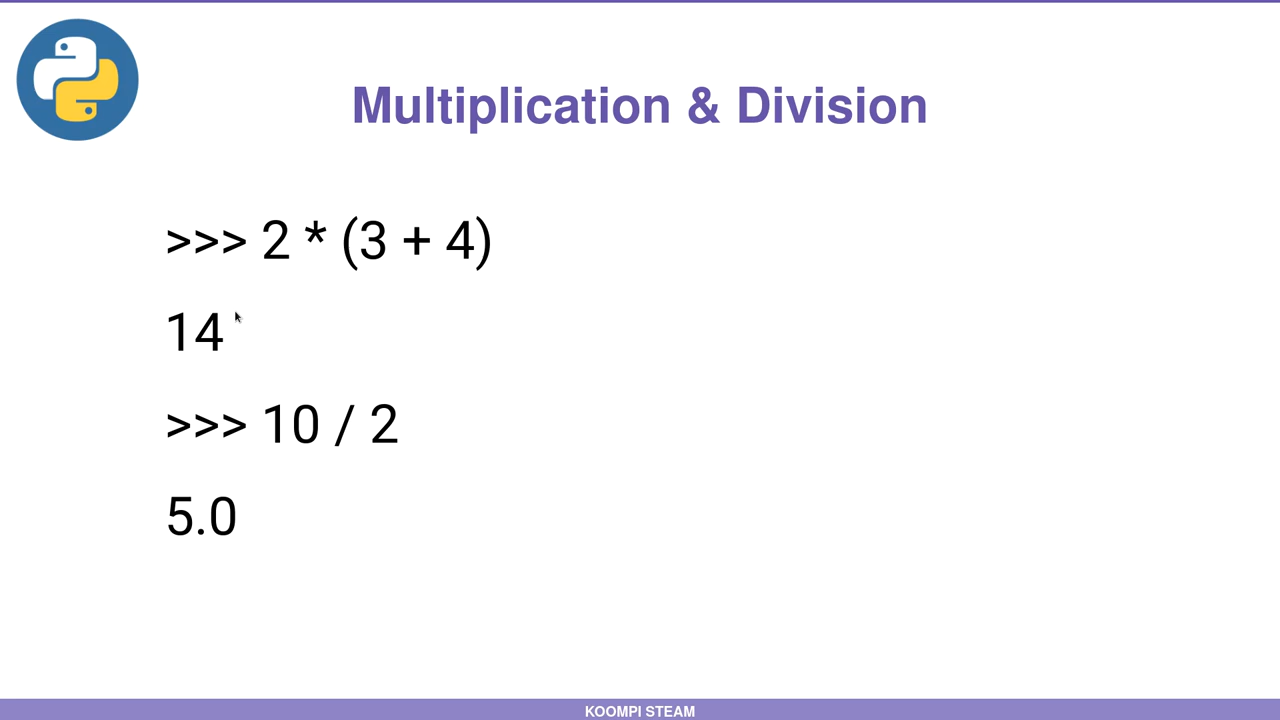 Multiplication & Division
>>> 2 * (3 + 4)
14
>>> 10 / 2
5.0
KOOMPI STEAM